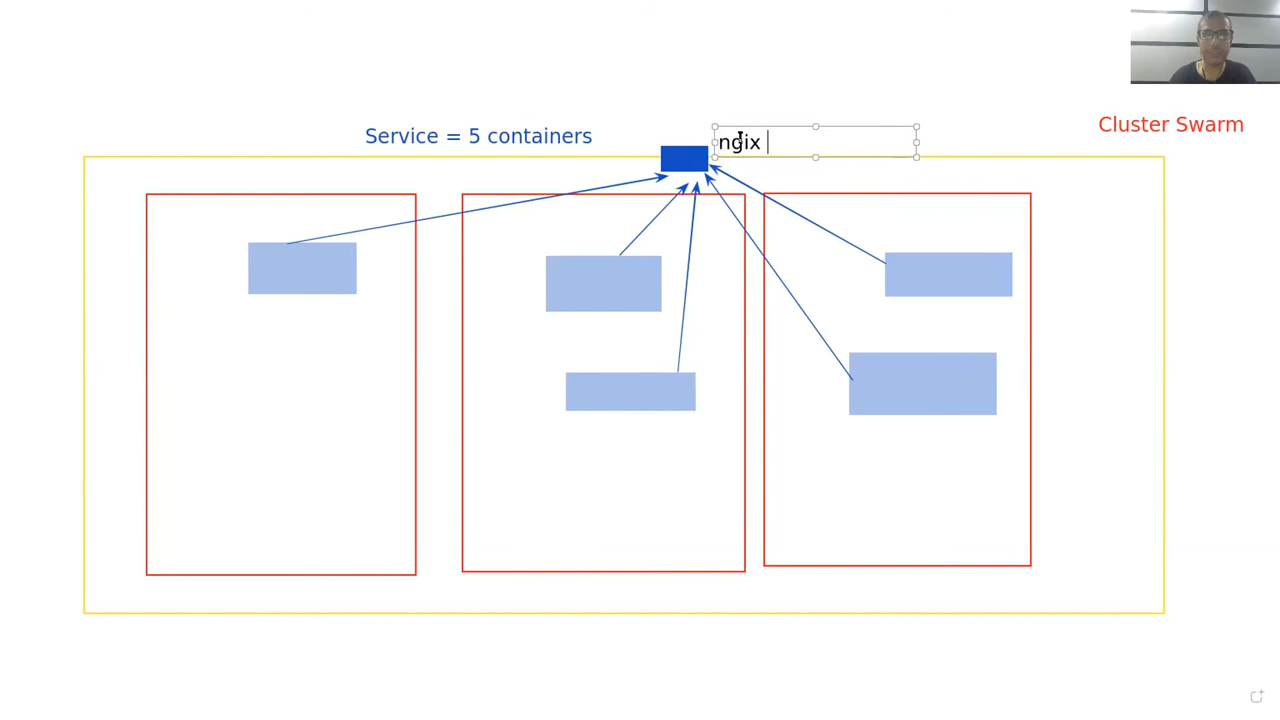 Cluster Swarm
Service = 5 containers
ngix